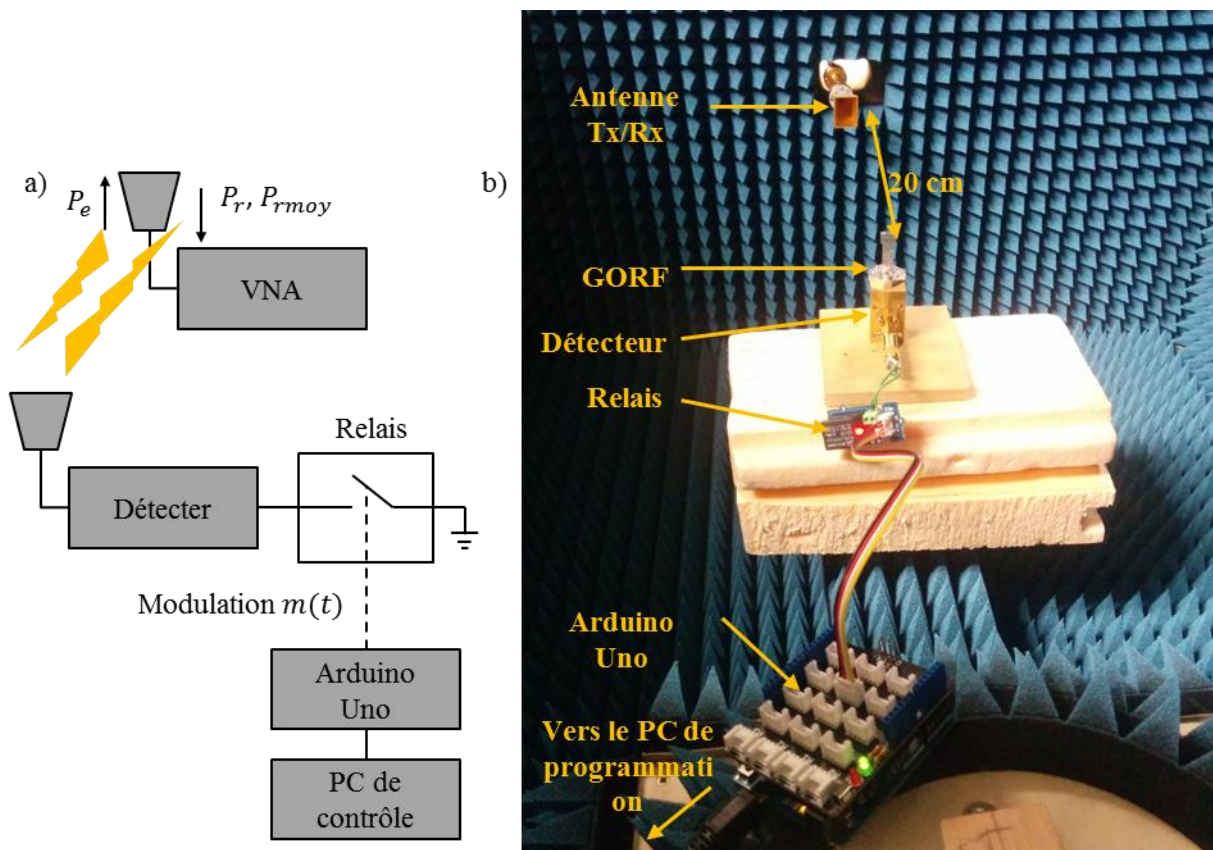 a)
P_e
P_r, P_rmoy
VNA
Relais
Détecter
Modulation m(t)
Arduino
Uno
PC de
contrôle
b)
Antenne
Tx/Rx
20 cm
GORF
Détecteur
Relais
Arduino
Uno
Vers le PC de
programmati
on